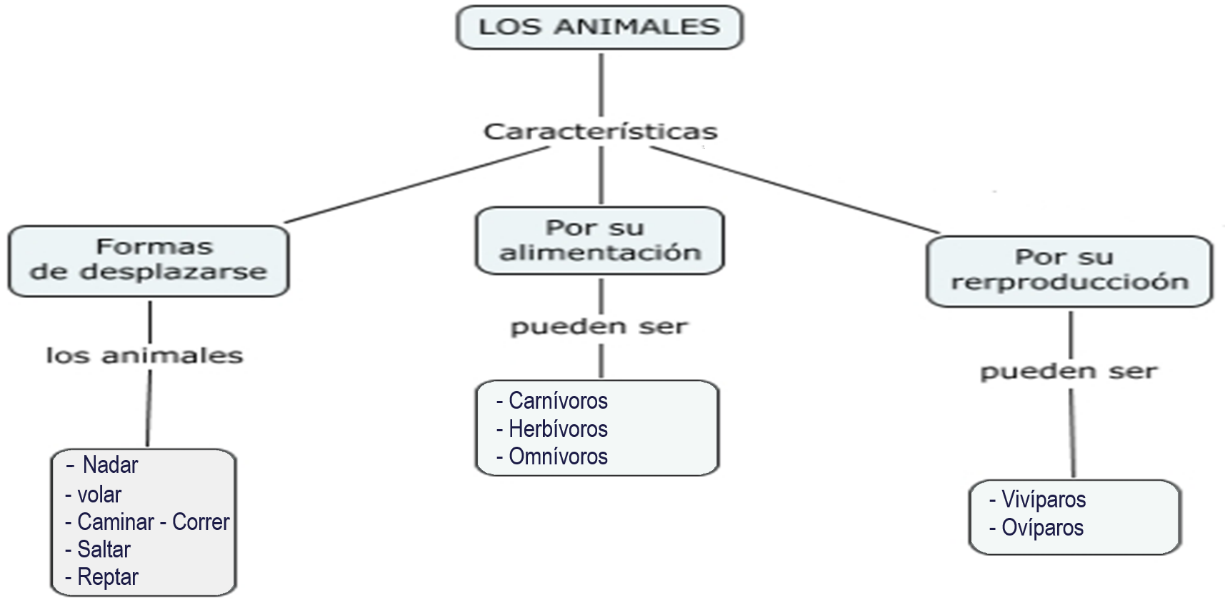 LOS ANIMALES
Características
Formas
de desplazarse
los animales
- Nadar
- volar
- Caminar - Correr
- Saltar
- Reptar
Por su
alimentación
pueden ser
- Carnívoros
- Herbívoros
- Omnívoros
Por su
rerproduccioón
pueden ser
- Vivíparos
- Ovíparos